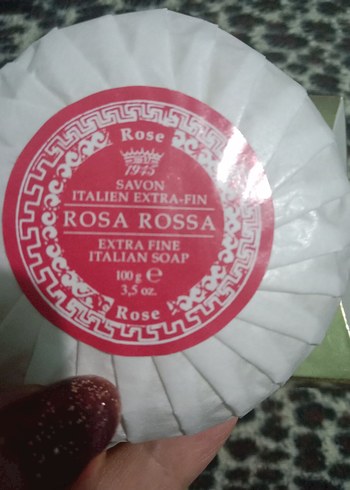 Rose
1945
SAVON
ITALIEN EXTRA-FIN
ROSA ROSSA
EXTRA FINE
ITALIAN SOAP
100 g ℮
3,5 oz.
Rose